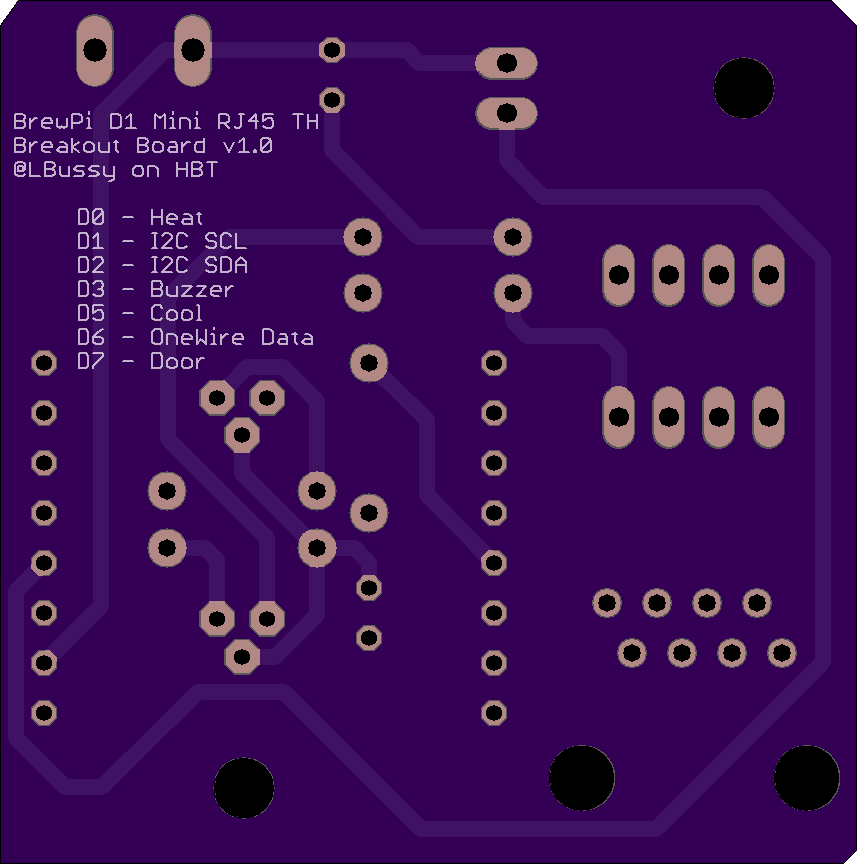 BrewPi D1 Mini RJ45 TH
Breakout Board v1.0
@LBussy on HBT
D0 - Heat
D1 - I2C SCL
D2 - I2C SDA
D3 - Buzzer
D5 - Cool
D6 - OneWire Data
D7 - Door